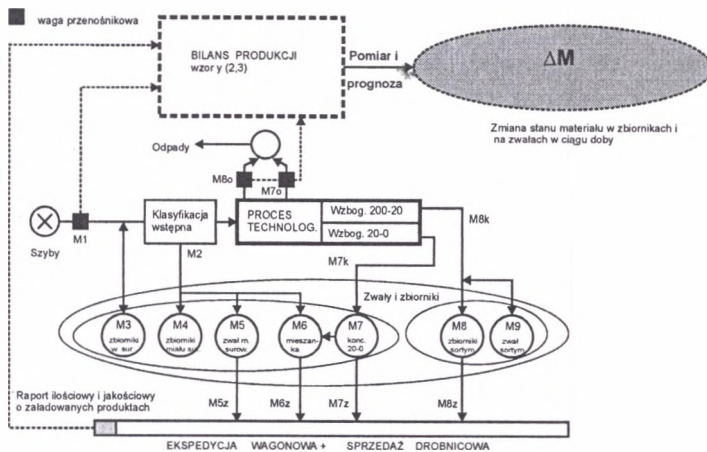 waga przenośnikowa
BILANS PRODUKCJI
wzory (2,3)
Pomiar i
prognoza
ΔM
Zmiana stanu materiału w zbiornikach i
na zwałach w ciągu doby
Odpady
M8o
M7o
Szyby
M1
Klasyfikacja
wstępna
M2
PROCES
TECHNOLOG.
Wzbog. 200-20
Wzbog. 20-0
M8k
M7k
Zwały i zbiorniki
M3
zbiorniki
w. sur
M4
zbiorniki
miału su
M5
zwał m.
surow.
M6
mieszan-
ka
M7
konc.
20-0
M8
zbiorniki
sortym.
M9
zwał
sortym.
Raport ilościowy i jakościowy
o załadowanych produktach
M5z
M6z
M7z
M8z
EKSPEDYCJA WAGONOWA + SPRZEDAŻ DROBNICOWA